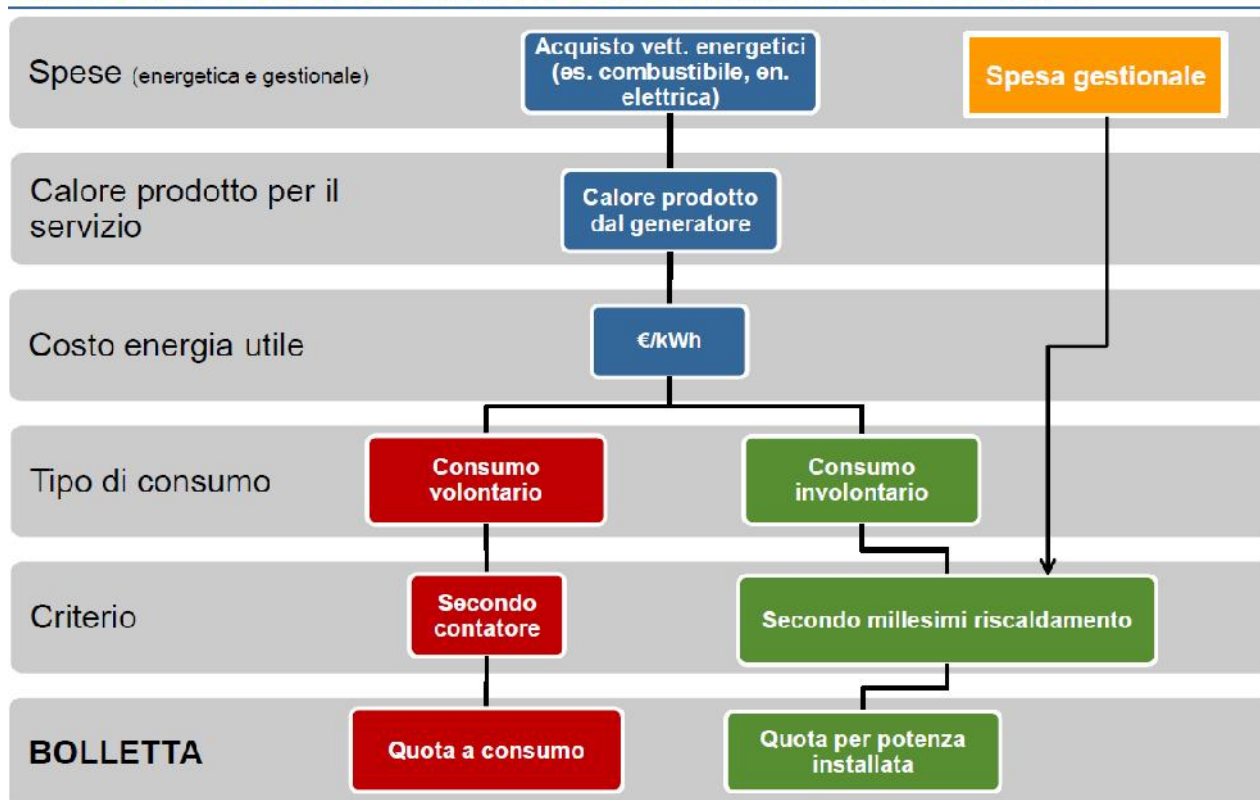 Spese (energetica e gestionale)
Acquisto vett. energetici
(es. combustibile, en.
elettrica)
Spesa gestionale
Calore prodotto per il
servizio
Calore prodotto
dal generatore
Costo energia utile
€/kWh
Tipo di consumo
Consumo
volontario
Consumo
involontario
Criterio
Secondo
contatore
Secondo millesimi riscaldamento
BOLLETTA
Quota a consumo
Quota per potenza
installata